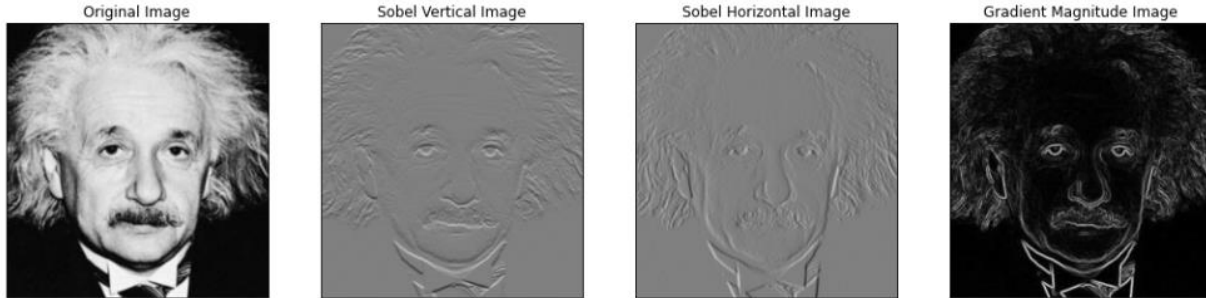 Original Image
Sobel Vertical Image
Sobel Horizontal Image
Gradient Magnitude Image